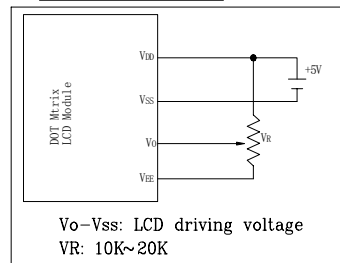 VDD
+5V
VSS
DOT Mtrix
LCD Module
VO
VR
VEE
Vo-Vss: LCD driving voltage
VR: 10K~20K